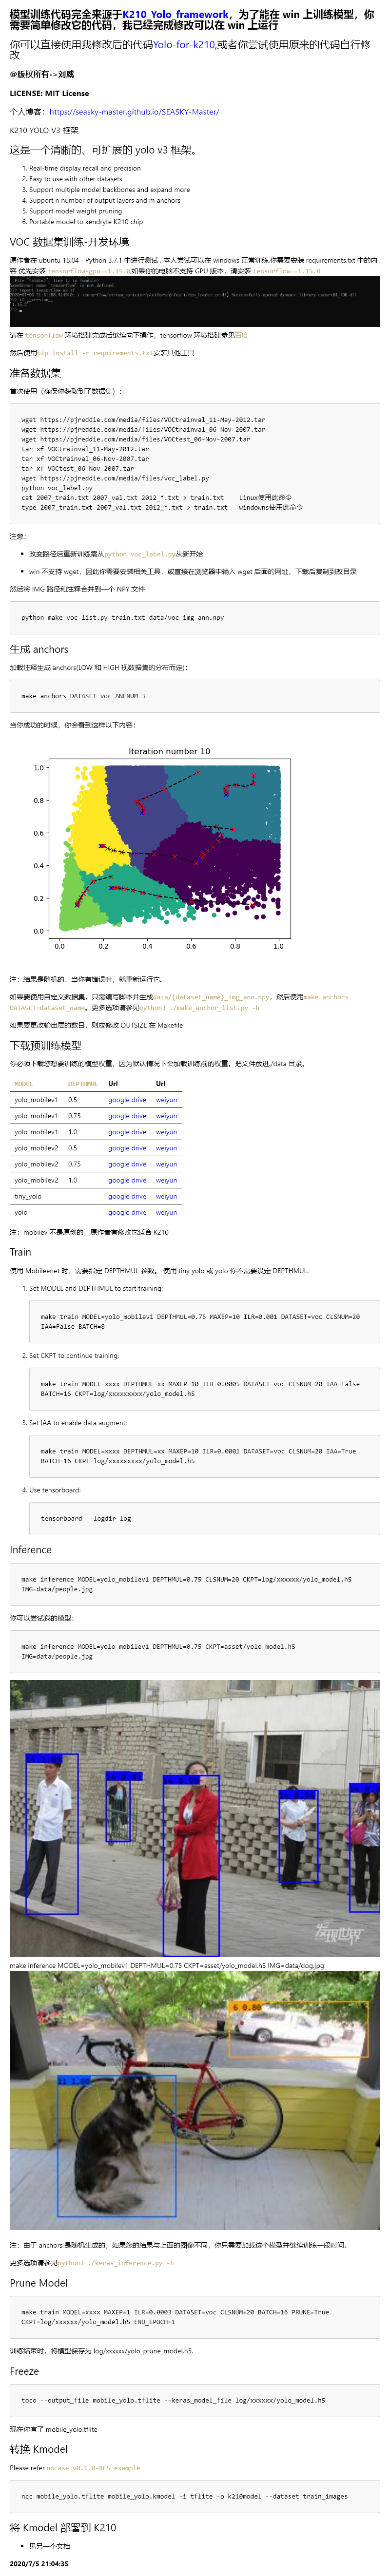 模型训练代码完全来源于K210_Yolo_framework，为了能在 win 上训练模型，你
需要简单修改它的代码，我已经完成修改可以在 win 上运行
你可以直接使用我修改后的代码Yolo-for-k210,或者你尝试使用原来的代码自行修
改
@版权所有->刘威
LICENSE: MIT License
个人博客：https://seasky-master.github.io/SEASKY-Master/
K210 YOLO V3 框架
这是一个清晰的、可扩展的 yolo v3 框架。
1. Real-time display recall and precision
2. Easy to use with other datasets
3. Support multiple model backbones and expand more
4. Support n number of output layers and m anchors
5. Support model weight pruning
6. Portable model to kendryte K210 chip
VOC 数据集训练-开发环境
原作者在 ubuntu 18.04 - Python 3.7.1 中进行测试 . 本人尝试可以在 windows 正常训练,你需要安装 requirements.txt 中的内
容 优先安装 tensorflow-gpu==1.15.0,如果你的电脑不支持 GPU 版本，请安装 tensorflow==1.15.0
请在 tensorflow 环境搭建完成后继续向下操作，tensorflow 环境搭建参见百度
然后使用pip install -r requirements.txt安装其他工具
准备数据集
首次使用（确保你获取到了数据集）：
wget https://pjreddie.com/media/files/VOCtrainval_11-May-2012.tar
wget https://pjreddie.com/media/files/VOCtrainval_06-Nov-2007.tar
wget https://pjreddie.com/media/files/VOCtest_06-Nov-2007.tar
tar xf VOCtrainval_11-May-2012.tar
tar xf VOCtrainval_06-Nov-2007.tar
tar xf VOCtest_06-Nov-2007.tar
wget https://pjreddie.com/media/files/voc_label.py
python voc_label.py
cat 2007_train.txt 2007_val.txt 2012_*.txt > train.txt    Linux使用此命令
type 2007_train.txt 2007_val.txt 2012_*.txt > train.txt   windowns使用此命令
注意：
• 改变路径后重新训练需从python voc_label.py从新开始
• win 不支持 wget，因此你需要安装相关工具，或直接在浏览器中输入 wget 后面的网址，下载后复制到改目录
然后将 IMG 路径和注释合并到一个 NPY 文件
python make_voc_list.py train.txt data/voc_img_ann.npy
生成 anchors
加载注释生成 anchors(LOW 和 HIGH 视数据集的分布而定)：
make anchors DATASET=voc ANCNUM=3
当你成功的时候，你会看到这样以下内容：
Iteration number 10
1.0
0.8
0.6
0.4
0.2
0.0
0.0 0.2 0.4 0.6 0.8 1.0
注：结果是随机的。当你有错误时，就重新运行它。
如果要使用自定义数据集，只需编写脚本并生成data/{dataset_name}_img_ann.npy，然后使用make anchors
DATASET=dataset_name。更多选项请参见python3 ./make_anchor_list.py -h
如果要更改输出层的数目，则应修改 OUTSIZE 在 Makefile
下载预训练模型
你必须下载您想要训练的模型权重，因为默认情况下会加载训练前的权重。把文件放进./data 目录。
MODEL DEPTHMUL Url Url
yolo_mobilev1 0.5 google drive weiyun
yolo_mobilev1 0.75 google drive weiyun
yolo_mobilev1 1.0 google drive weiyun
yolo_mobilev2 0.5 google drive weiyun
yolo_mobilev2 0.75 google drive weiyun
yolo_mobilev2 1.0 google drive weiyun
tiny_yolo google drive weiyun
yolo google drive weiyun
注：mobilev 不是原创的，原作者有修改它适合 K210
Train
使用 Mobileenet 时，需要指定 DEPTHMUL 参数。 使用 tiny yolo 或 yolo 你不需要设定 DEPTHMUL.
1. Set MODEL and DEPTHMUL to start training:
make train MODEL=yolo_mobilev1 DEPTHMUL=0.75 MAXEP=10 ILR=0.001 DATASET=voc CLSNUM=20
IAA=False BATCH=8
2. Set CKPT to continue training:
make train MODEL=xxxx DEPTHMUL=xx MAXEP=10 ILR=0.0005 DATASET=voc CLSNUM=20 IAA=False
BATCH=16 CKPT=log/xxxxxxxxx/yolo_model.h5
3. Set IAA to enable data augment:
make train MODEL=xxxx DEPTHMUL=xx MAXEP=10 ILR=0.0001 DATASET=voc CLSNUM=20 IAA=True
BATCH=16 CKPT=log/xxxxxxxxx/yolo_model.h5
4. Use tensorboard:
tensorboard --logdir log
Inference
make inference MODEL=yolo_mobilev1 DEPTHMUL=0.75 CLSNUM=20 CKPT=log/xxxxxx/yolo_model.h5
IMG=data/people.jpg
你可以尝试我的模型：
make inference MODEL=yolo_mobilev1 DEPTHMUL=0.75 CKPT=asset/yolo_model.h5
IMG=data/people.jpg
发现世界
make inference MODEL=yolo_mobilev1 DEPTHMUL=0.75 CKPT=asset/yolo_model.h5 IMG=data/dog.jpg
6 0.80
11 1.00
注：由于 anchors 是随机生成的，如果您的结果与上面的图像不同，你只需要加载这个模型并继续训练一段时间。
更多选项请参见python3 ./keras_inference.py -h
Prune Model
make train MODEL=xxxx MAXEP=1 ILR=0.0003 DATASET=voc CLSNUM=20 BATCH=16 PRUNE=True
CKPT=log/xxxxxx/yolo_model.h5 END_EPOCH=1
训练结束时，将模型保存为 log/xxxxxx/yolo_prune_model.h5.
Freeze
toco --output_file mobile_yolo.tflite --keras_model_file log/xxxxxx/yolo_model.h5
现在你有了 mobile_yolo.tflite
转换 Kmodel
Please refer nncase v0.1.0-RC5 example
ncc mobile_yolo.tflite mobile_yolo.kmodel -i tflite -o k210model --dataset train_images
将 Kmodel 部署到 K210
• 见另一个文档
2020/7/5 21:04:35